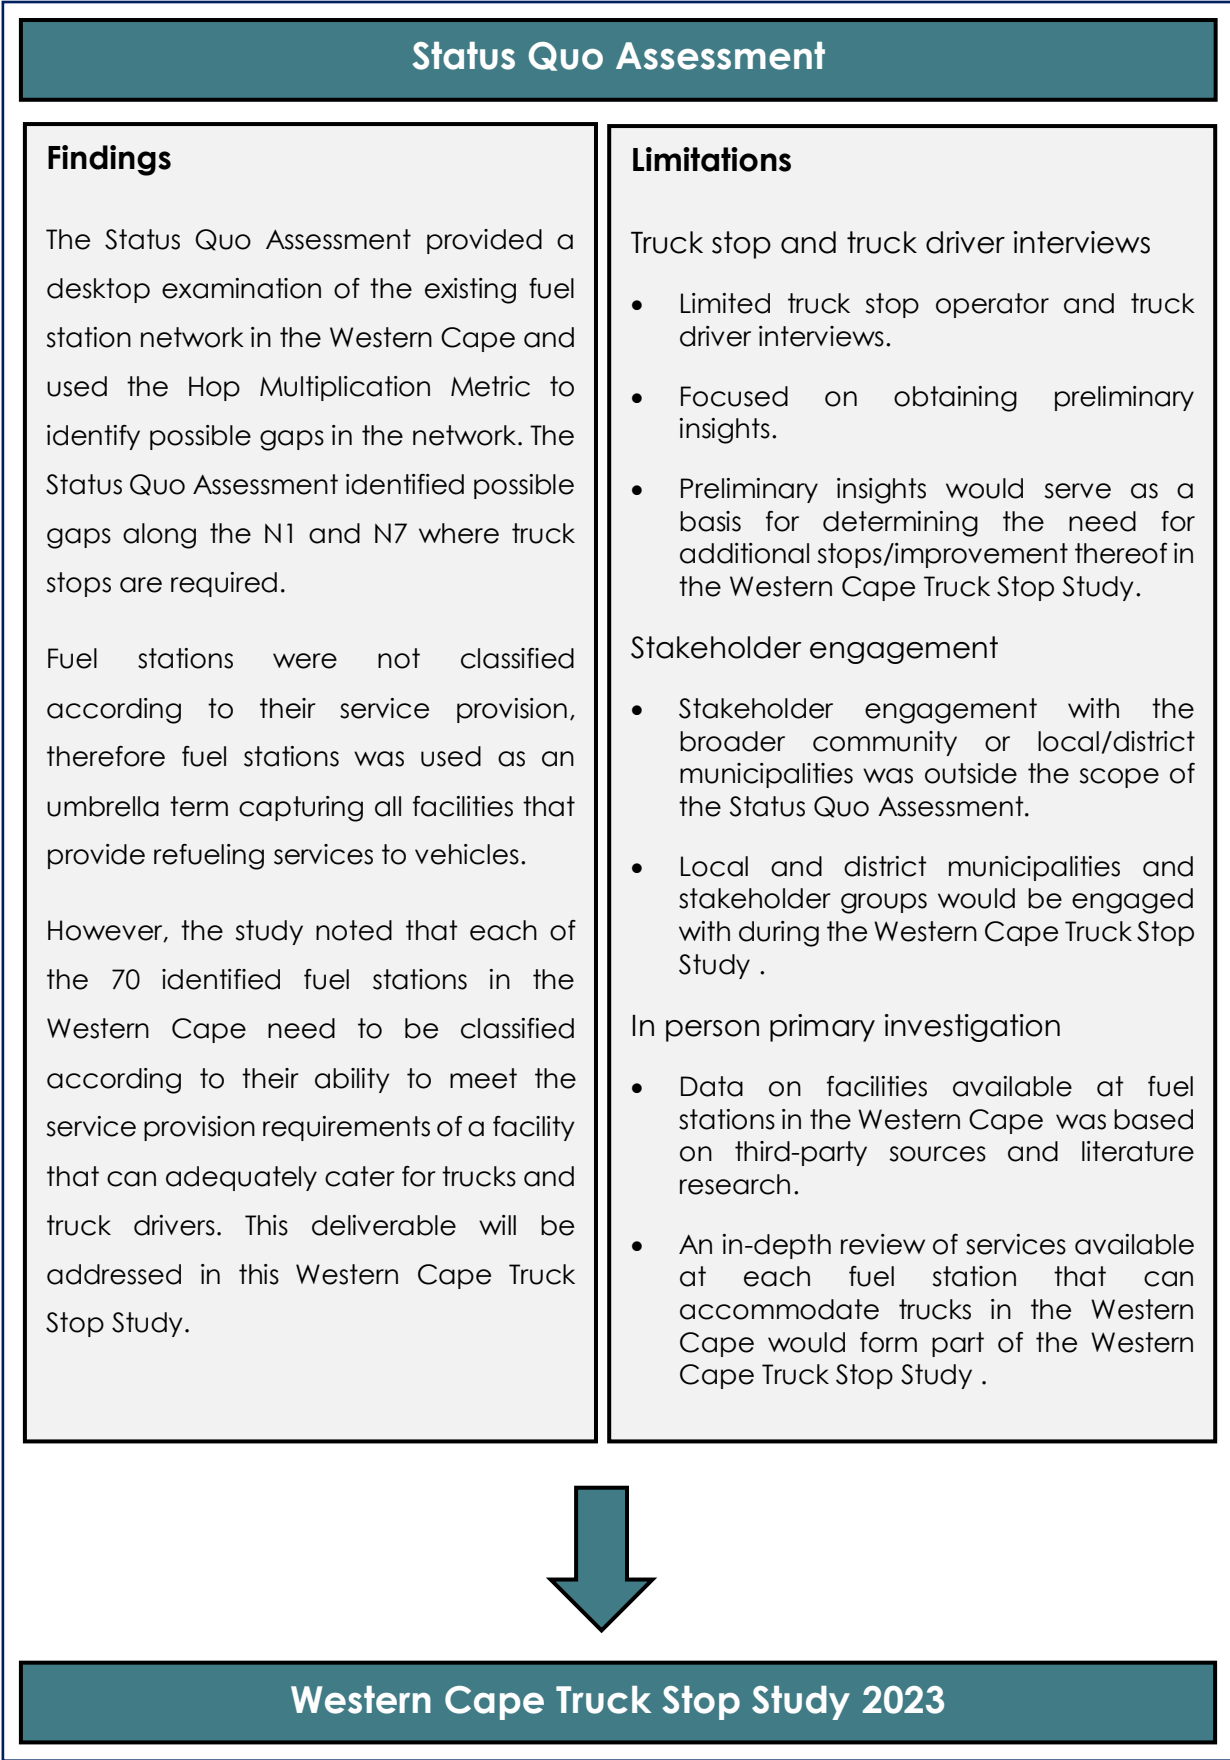 Status Quo Assessment
Findings
The Status Quo Assessment provided a
desktop examination of the existing fuel
station network in the Western Cape and
used the Hop Multiplication Metric to
identify possible gaps in the network. The
Status Quo Assessment identified possible
gaps along the N1 and N7 where truck
stops are required.
Fuel stations were not classified
according to their service provision,
therefore fuel stations was used as an
umbrella term capturing all facilities that
provide refueling services to vehicles.
However, the study noted that each of
the 70 identified fuel stations in the
Western Cape need to be classified
according to their ability to meet the
service provision requirements of a facility
that can adequately cater for trucks and
truck drivers. This deliverable will be
addressed in this Western Cape Truck
Stop Study.
Limitations
Truck stop and truck driver interviews
• Limited truck stop operator and truck
driver interviews.
• Focused on obtaining preliminary
insights.
• Preliminary insights would serve as a
basis for determining the need for
additional stops/improvement thereof in
the Western Cape Truck Stop Study.
Stakeholder engagement
• Stakeholder engagement with the
broader community or local/district
municipalities was outside the scope of
the Status Quo Assessment.
• Local and district municipalities and
stakeholder groups would be engaged
with during the Western Cape Truck Stop
Study .
In person primary investigation
• Data on facilities available at fuel
stations in the Western Cape was based
on third-party sources and literature
research.
• An in-depth review of services available
at each fuel station that can
accommodate trucks in the Western
Cape would form part of the Western
Cape Truck Stop Study .
Western Cape Truck Stop Study 2023